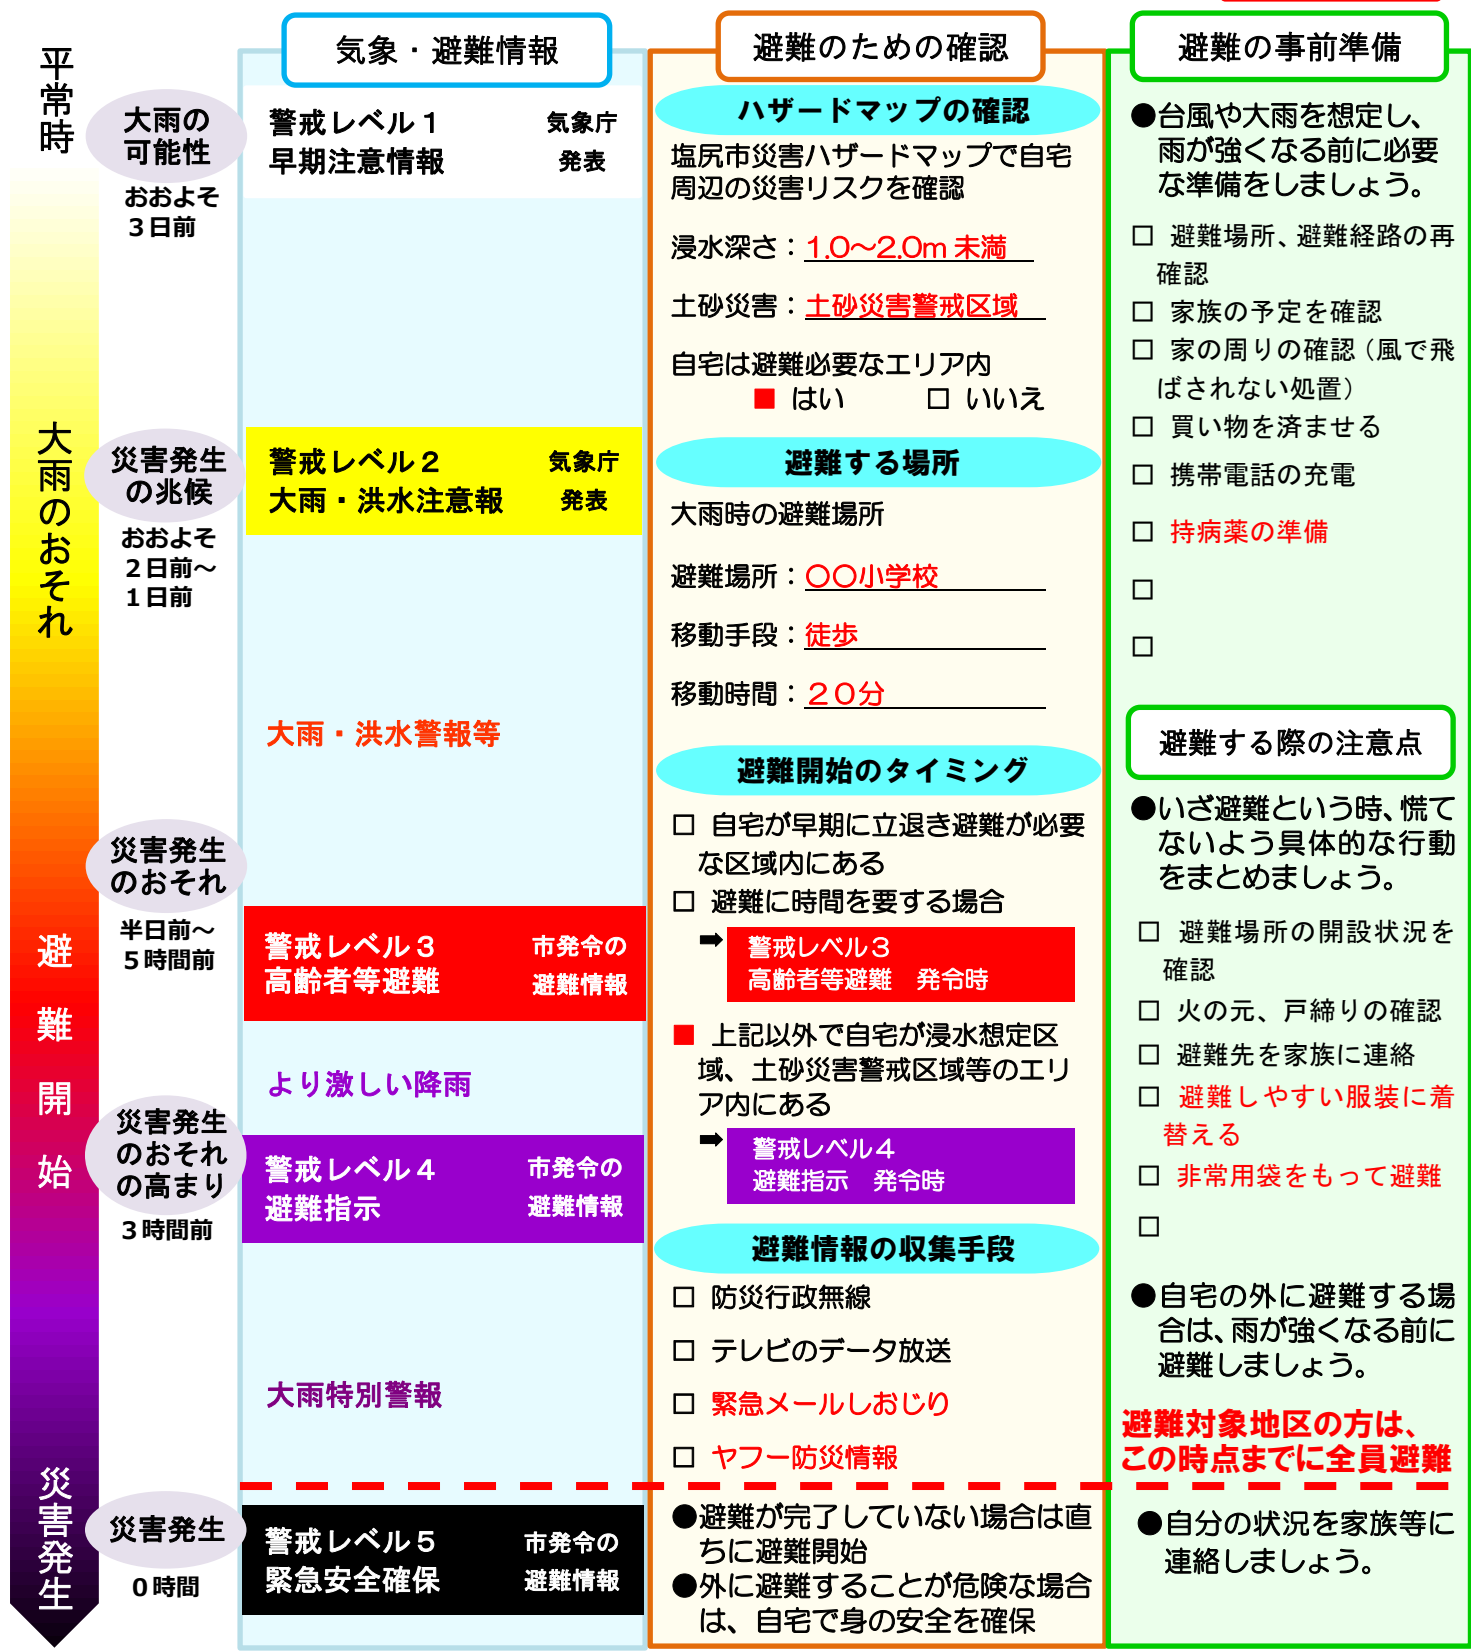 平常時
大雨のおそれ
避難開始
災害発生
大雨の
可能性
おおよそ
３日前
災害発生
の兆候
おおよそ
２日前～
１日前
災害発生
のおそれ
半日前～
５時間前
災害発生
のおそれ
の高まり
３時間前
災害発生
０時間
気象・避難情報
警戒レベル１ 気象庁
早期注意情報 発表
警戒レベル２ 気象庁
大雨・洪水注意報 発表
大雨・洪水警報等
警戒レベル３ 市発令の
高齢者等避難 避難情報
より激しい降雨
警戒レベル４ 市発令の
避難指示 避難情報
大雨特別警報
警戒レベル５ 市発令の
緊急安全確保 避難情報
避難のための確認
ハザードマップの確認
塩尻市災害ハザードマップで自宅
周辺の災害リスクを確認
浸水深さ：1.0～2.0m 未満
土砂災害：土砂災害警戒区域
自宅は避難必要なエリア内
■ はい □ いいえ
避難する場所
大雨時の避難場所
避難場所：〇〇小学校
移動手段：徒歩
移動時間：２０分
避難開始のタイミング
□ 自宅が早期に立退き避難が必要
な区域内にある
□ 避難に時間を要する場合
➡ 警戒レベル３
高齢者等避難 発令時
■ 上記以外で自宅が浸水想定区
域、土砂災害警戒区域等のエリ
ア内にある
➡ 警戒レベル４
避難指示 発令時
避難情報の収集手段
□ 防災行政無線
□ テレビのデータ放送
□ 緊急メールしおじり
□ ヤフー防災情報
●避難が完了していない場合は直
ちに避難開始
●外に避難することが危険な場合
は、自宅で身の安全を確保
避難の事前準備
●台風や大雨を想定し、
雨が強くなる前に必要
な準備をしましょう。
□ 避難場所、避難経路の再
確認
□ 家族の予定を確認
□ 家の周りの確認（風で飛
ばされない処置）
□ 買い物を済ませる
□ 携帯電話の充電
□ 持病薬の準備
□
□
避難する際の注意点
●いざ避難という時、慌て
ないよう具体的な行動
をまとめましょう。
□ 避難場所の開設状況を
確認
□ 火の元、戸締りの確認
□ 避難先を家族に連絡
□ 避難しやすい服装に着
替える
□ 非常用袋をもって避難
□
●自宅の外に避難する場
合は、雨が強くなる前に
避難しましょう。
避難対象地区の方は、
この時点までに全員避難
●自分の状況を家族等に
連絡しましょう。